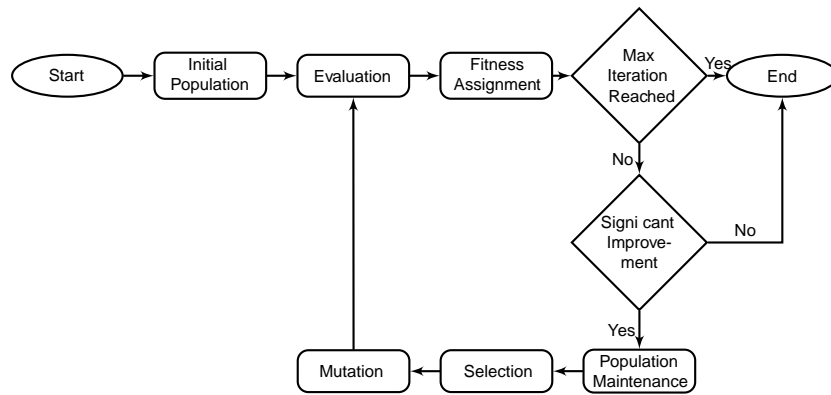 Start
Initial
Population
Evaluation
Fitness
Assignment
Max
Iteration
Reached
Yes
End
No
Signi cant
Improve-
ment
No
Yes
Population
Maintenance
Selection
Mutation